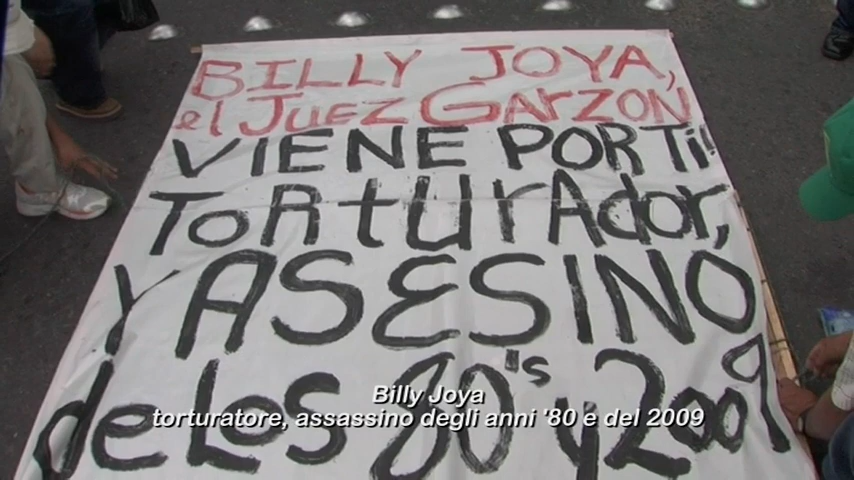 BILLY JOYA,
el JUEZ GARZON
VIENE POR Ti!
TORtURAdor,
Y ASESINO
de Los 80's y 2009
Billy Joya
torturatore, assassino degli anni '80 e del 2009